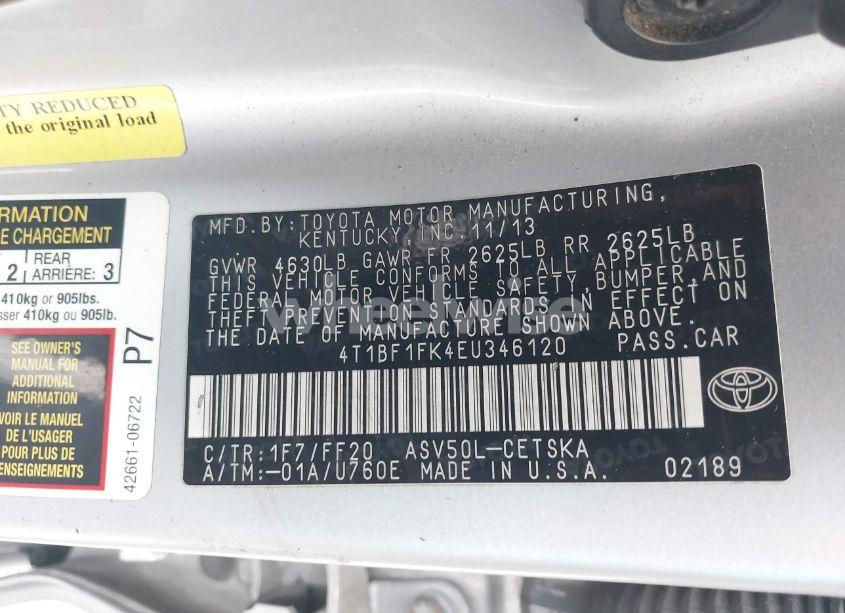 TY REDUCED
the original load
ORMATION
E CHARGEMENT
2 REAR ARRIÈRE: 3
410kg or 905lbs.
sser 410kg ou 905lb.
SEE OWNER'S
MANUAL FOR
ADDITIONAL
INFORMATION
VOIR LE MANUEL
DE L'USAGER
POUR PLUS DE
RENSEIGNEMENTS
42661-06722 P7
MFD.BY:TOYOTA MOTOR MANUFACTURING,
KENTUCKY,INC.11/13
GVWR 4630LB GAWR FR 2625LB RR 2625LB
THIS VEHICLE CONFORMS TO ALL APPLICABLE
FEDERAL MOTOR VEHICLE SAFETY,BUMPER,AND
THEFT PREVENTION STANDARDS IN EFFECT ON
THE DATE OF MANUFACTURE SHOWN ABOVE.
4T1BF1FK4EU346120 PASS.CAR
C/TR:1F7/FF20 ASV50L-CETSKA
A/TM:-01A/U760E MADE IN U.S.A. 02189